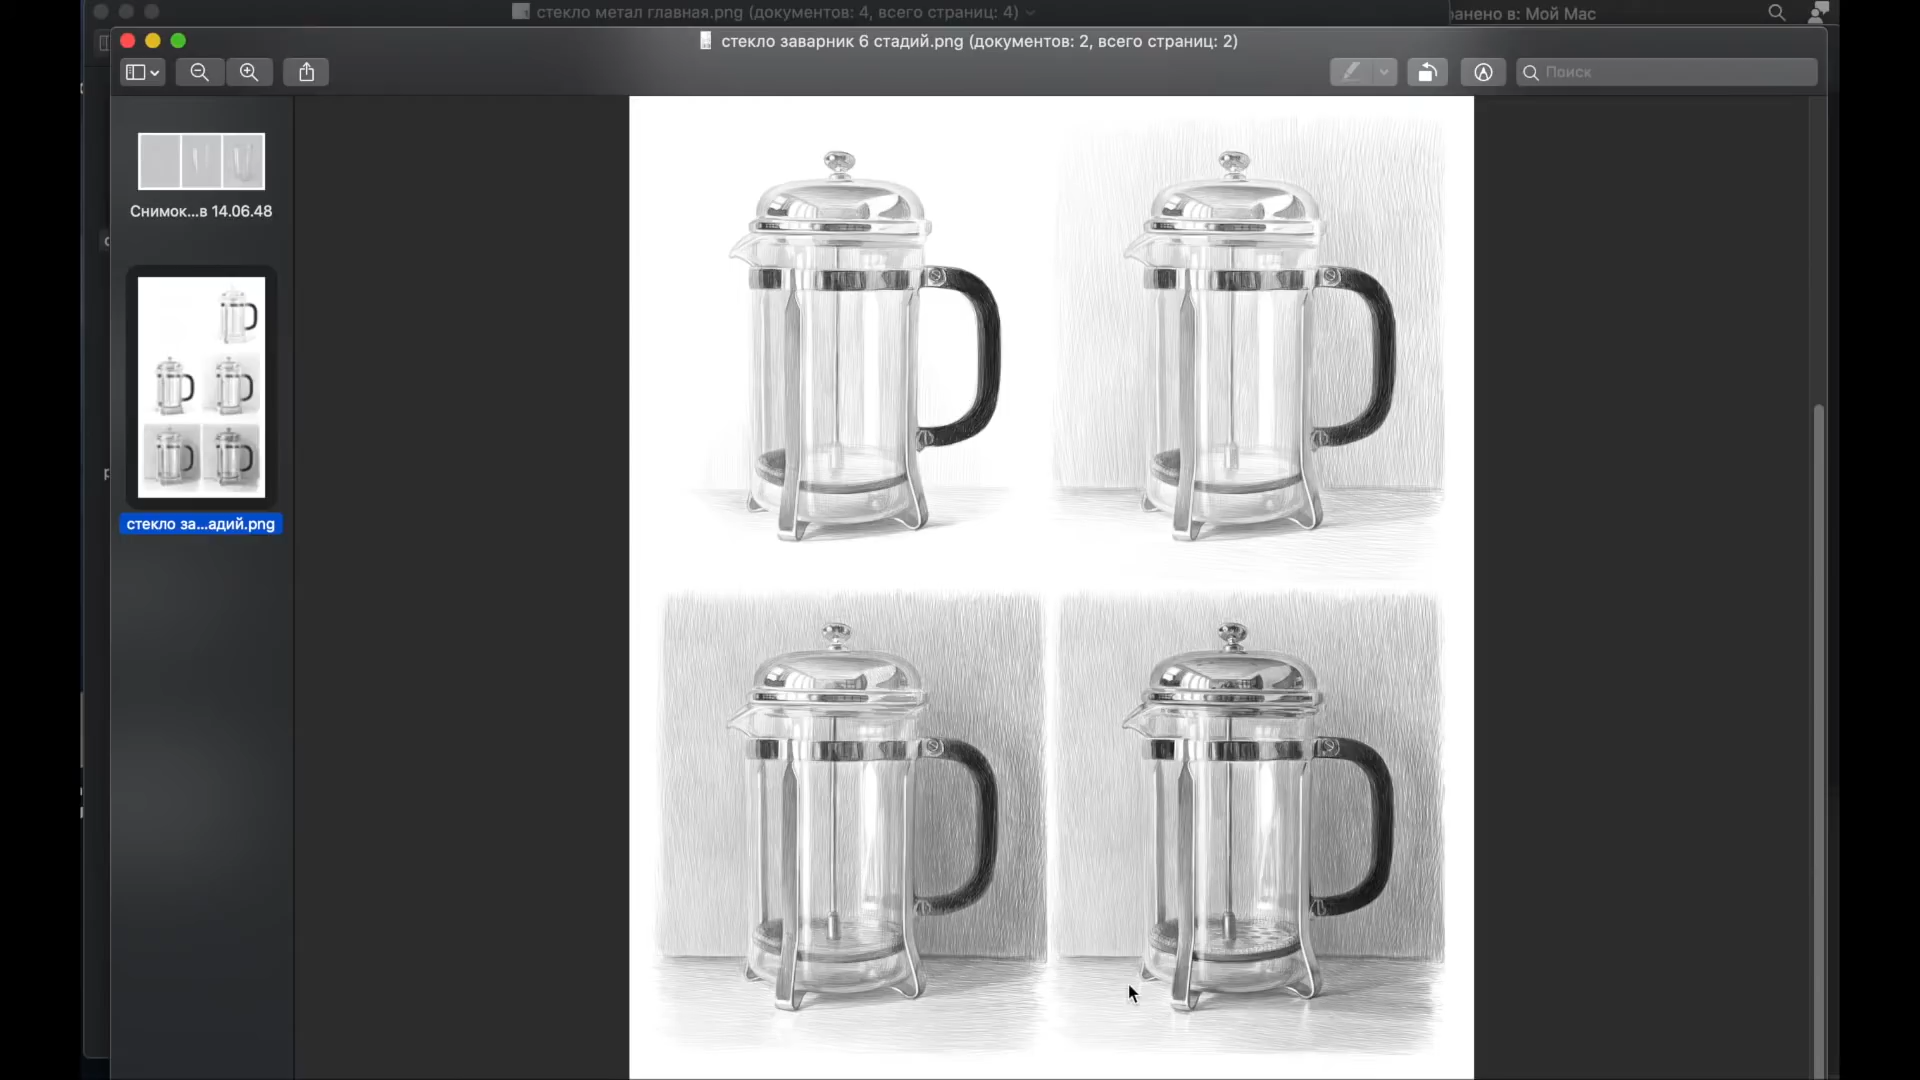 стекло метал главная.png (документов: 4, всего страниц: 4)
анено в: Мой Mac
стекло заварник 6 стадий.png (документов: 2, всего страниц: 2)
Поиск
Снимок...в 14.06.48
стекло за...адий.png